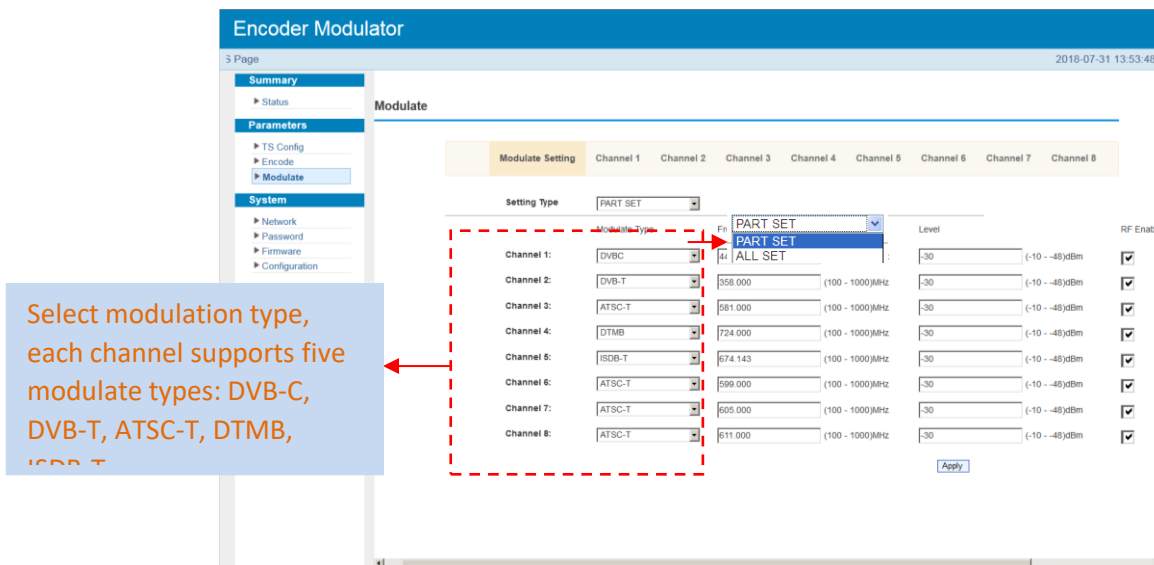 Encoder Modulator
Page 2018-07-31 13:53:48
Summary
Status
Modulate
Parameters
TS Config
Encode
Modulate
System
Network
Password
Firmware
Configuration
Modulate Setting Channel 1 Channel 2 Channel 3 Channel 4 Channel 5 Channel 6 Channel 7 Channel 8
Setting Type PART SET
PART SET
PART SET
ALL SET
Modulate Type Level RF Enab
Channel 1: DVBC -30 (-10 - -48)dBm
Channel 2: DVB-T 358.000 (100 - 1000)MHz -30 (-10 - -48)dBm
Channel 3: ATSC-T 581.000 (100 - 1000)MHz -30 (-10 - -48)dBm
Channel 4: DTMB 724.000 (100 - 1000)MHz -30 (-10 - -48)dBm
Channel 5: ISDB-T 674.143 (100 - 1000)MHz -30 (-10 - -48)dBm
Channel 6: ATSC-T 599.000 (100 - 1000)MHz -30 (-10 - -48)dBm
Channel 7: ATSC-T 605.000 (100 - 1000)MHz -30 (-10 - -48)dBm
Channel 8: ATSC-T 611.000 (100 - 1000)MHz -30 (-10 - -48)dBm
Apply
Select modulation type,
each channel supports five
modulate types: DVB-C,
DVB-T, ATSC-T, DTMB,
ISDB-T